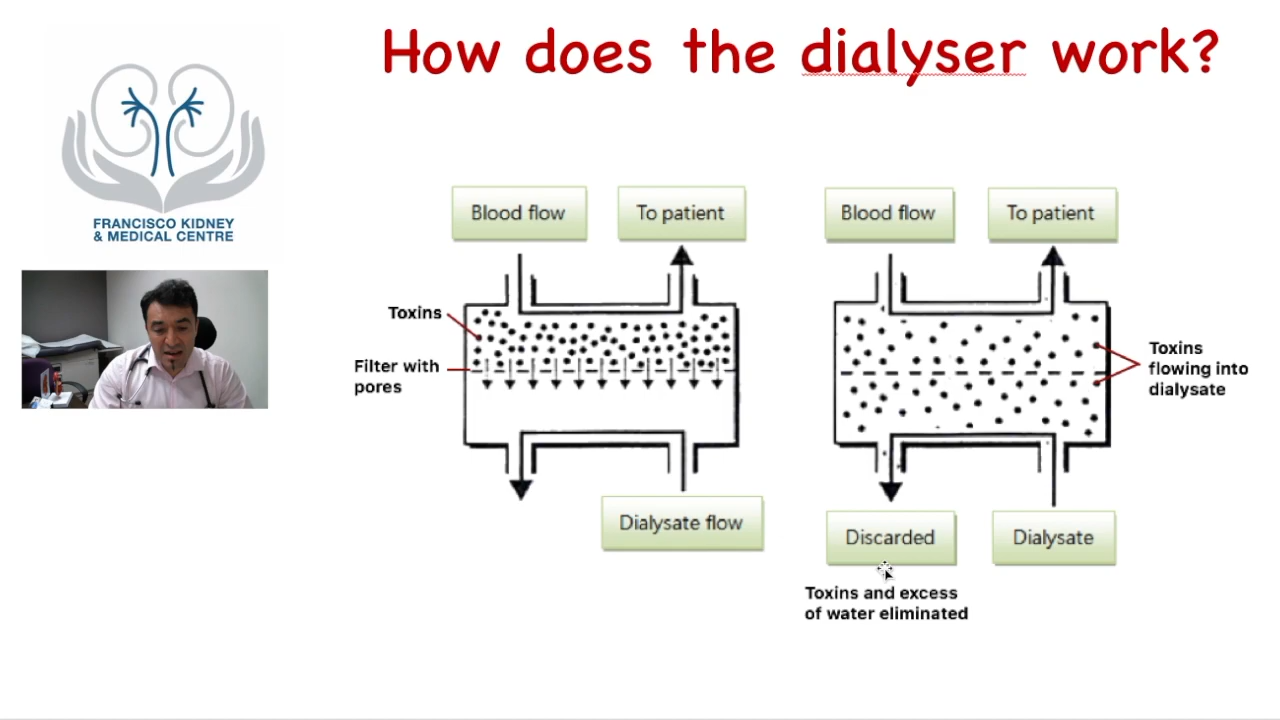 How does the dialyser work?
FRANCISCO KIDNEY
& MEDICAL CENTRE
Blood flow
To patient
Blood flow
To patient
Toxins
Filter with
pores
Toxins
flowing into
dialysate
Dialysate flow
Discarded
Dialysate
Toxins and excess
of water eliminated